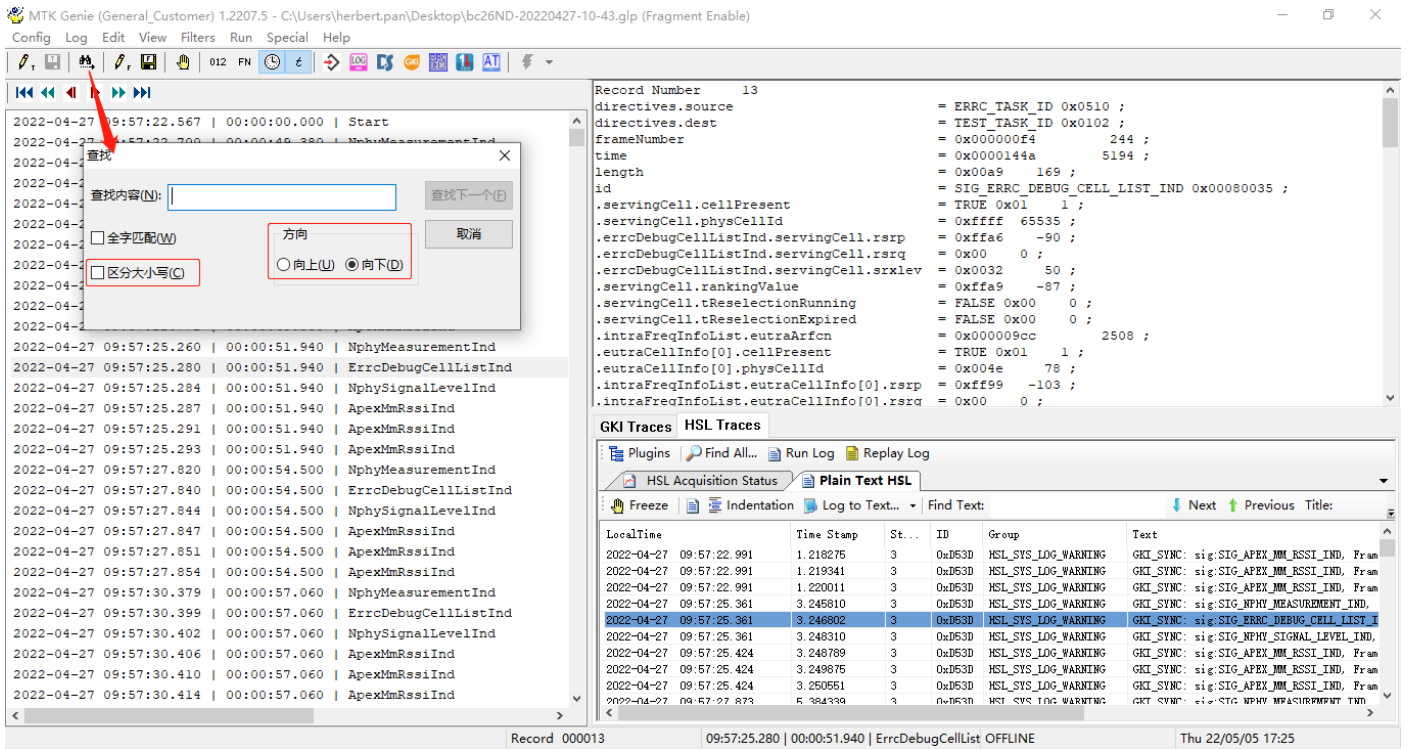 MTK Genie (General_Customer) 1.2207.5 - C:\Users\herbert.pan\Desktop\bc26ND-20220427-10-43.glp (Fragment Enable)
Config Log Edit View Filters Run Special Help
012 FN t LOG GKI AT
2022-04-27 09:57:22.567 | 00:00:00.000 | Start
查找
查找内容(N):
查找下一个(F)
全字匹配(W)
方向
取消
区分大小写(C)
向上(U) 向下(D)
2022-04-27 09:57:25.260 | 00:00:51.940 | NphyMeasurementInd
2022-04-27 09:57:25.280 | 00:00:51.940 | ErrcDebugCellListInd
2022-04-27 09:57:25.284 | 00:00:51.940 | NphySignalLevelInd
2022-04-27 09:57:25.287 | 00:00:51.940 | ApexMmRssiInd
2022-04-27 09:57:25.291 | 00:00:51.940 | ApexMmRssiInd
2022-04-27 09:57:25.293 | 00:00:51.940 | ApexMmRssiInd
2022-04-27 09:57:27.820 | 00:00:54.500 | NphyMeasurementInd
2022-04-27 09:57:27.840 | 00:00:54.500 | ErrcDebugCellListInd
2022-04-27 09:57:27.844 | 00:00:54.500 | NphySignalLevelInd
2022-04-27 09:57:27.847 | 00:00:54.500 | ApexMmRssiInd
2022-04-27 09:57:27.851 | 00:00:54.500 | ApexMmRssiInd
2022-04-27 09:57:27.854 | 00:00:54.500 | ApexMmRssiInd
2022-04-27 09:57:30.379 | 00:00:57.060 | NphyMeasurementInd
2022-04-27 09:57:30.399 | 00:00:57.060 | ErrcDebugCellListInd
2022-04-27 09:57:30.402 | 00:00:57.060 | NphySignalLevelInd
2022-04-27 09:57:30.406 | 00:00:57.060 | ApexMmRssiInd
2022-04-27 09:57:30.410 | 00:00:57.060 | ApexMmRssiInd
2022-04-27 09:57:30.414 | 00:00:57.060 | ApexMmRssiInd
Record Number 13
directives.source = ERRC_TASK_ID 0x0510 ;
directives.dest = TEST_TASK_ID 0x0102 ;
frameNumber = 0x000000f4 244 ;
time = 0x0000144a 5194 ;
length = 0x00a9 169 ;
id = SIG_ERRC_DEBUG_CELL_LIST_IND 0x00080035 ;
.servingCell.cellPresent = TRUE 0x01 1 ;
.servingCell.physCellId = 0xffff 65535 ;
.errcDebugCellListInd.servingCell.rsrp = 0xffa6 -90 ;
.errcDebugCellListInd.servingCell.rsrq = 0x00 0 ;
.errcDebugCellListInd.servingCell.srxlev = 0x0032 50 ;
.servingCell.rankingValue = 0xffa9 -87 ;
.servingCell.tReselectionRunning = FALSE 0x00 0 ;
.servingCell.tReselectionExpired = FALSE 0x00 0 ;
.intraFreqInfoList.eutraArfcn = 0x000009cc 2508 ;
.eutraCellInfo[0].cellPresent = TRUE 0x01 1 ;
.eutraCellInfo[0].physCellId = 0x004e 78 ;
.intraFreqInfoList.eutraCellInfo[0].rsrp = 0xff99 -103 ;
.intraFreqInfoList.eutraCellInfo[0].rsrq = 0x00 0 ;
GKI Traces HSL Traces
Plugins Find All... Run Log Replay Log
HSL Acquisition Status Plain Text HSL
Freeze Indentation Log to Text... Find Text: Next Previous Title:
LocalTime Time Stamp St... ID Group Text
2022-04-27 09:57:22.991 1.218275 3 0xD53D HSL_SYS_LOG_WARNING GKI_SYNC: sig:SIG_APEX_MM_RSSI_IND, Fram
2022-04-27 09:57:22.991 1.219341 3 0xD53D HSL_SYS_LOG_WARNING GKI_SYNC: sig:SIG_APEX_MM_RSSI_IND, Fram
2022-04-27 09:57:22.991 1.220011 3 0xD53D HSL_SYS_LOG_WARNING GKI_SYNC: sig:SIG_APEX_MM_RSSI_IND, Fram
2022-04-27 09:57:25.361 3.245810 3 0xD53D HSL_SYS_LOG_WARNING GKI_SYNC: sig:SIG_NPHY_MEASUREMENT_IND,
2022-04-27 09:57:25.361 3.246802 3 0xD53D HSL_SYS_LOG_WARNING GKI_SYNC: sig:SIG_ERRC_DEBUG_CELL_LIST_I
2022-04-27 09:57:25.361 3.248310 3 0xD53D HSL_SYS_LOG_WARNING GKI_SYNC: sig:SIG_NPHY_SIGNAL_LEVEL_IND,
2022-04-27 09:57:25.424 3.248789 3 0xD53D HSL_SYS_LOG_WARNING GKI_SYNC: sig:SIG_APEX_MM_RSSI_IND, Fram
2022-04-27 09:57:25.424 3.249875 3 0xD53D HSL_SYS_LOG_WARNING GKI_SYNC: sig:SIG_APEX_MM_RSSI_IND, Fram
2022-04-27 09:57:25.424 3.250551 3 0xD53D HSL_SYS_LOG_WARNING GKI_SYNC: sig:SIG_APEX_MM_RSSI_IND, Fram
2022-04-27 09:57:27.873 5.384339 3 0xD53D HSL_SYS_LOG_WARNING GKI_SYNC: sig:SIG_NPHY_MEASUREMENT_IND
Record 000013 09:57:25.280 | 00:00:51.940 | ErrcDebugCellList OFFLINE Thu 22/05/05 17:25